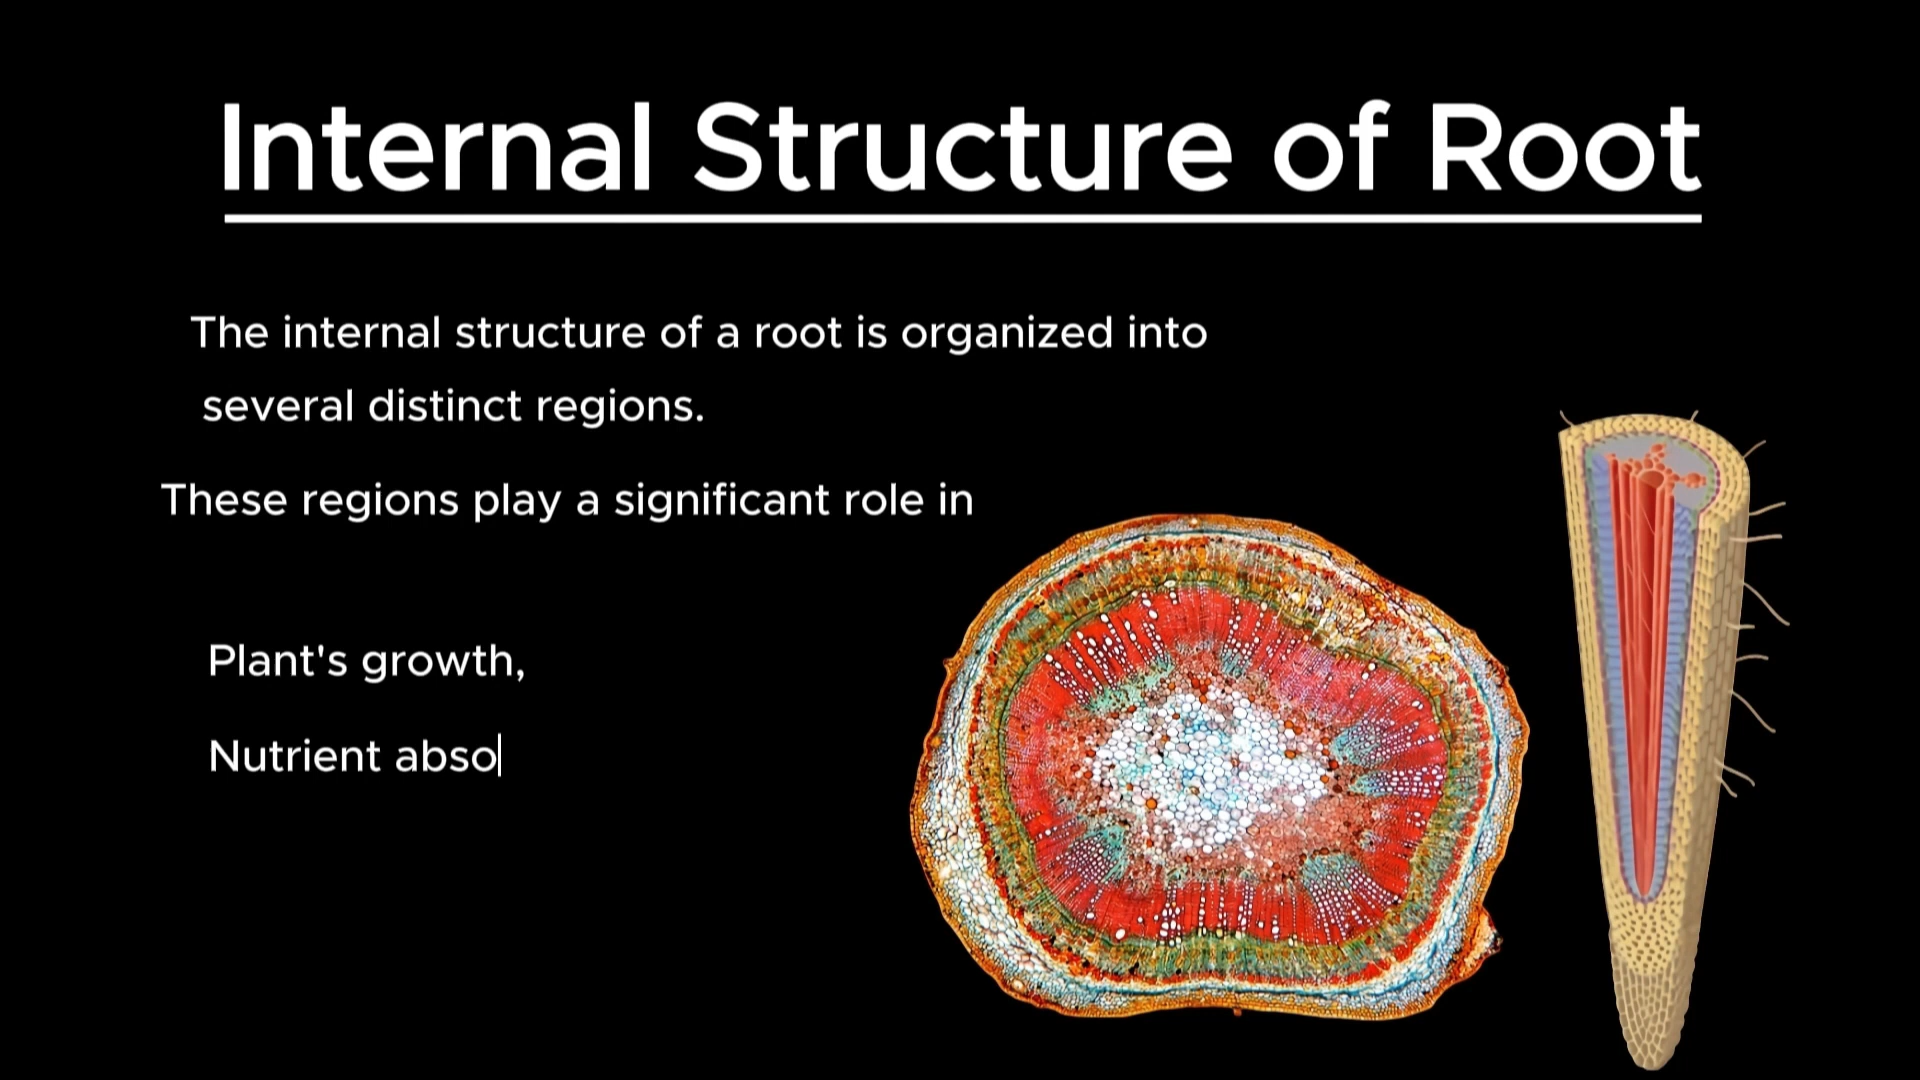 Internal Structure of Root
The internal structure of a root is organized into
several distinct regions.
These regions play a significant role in
Plant's growth,
Nutrient abso